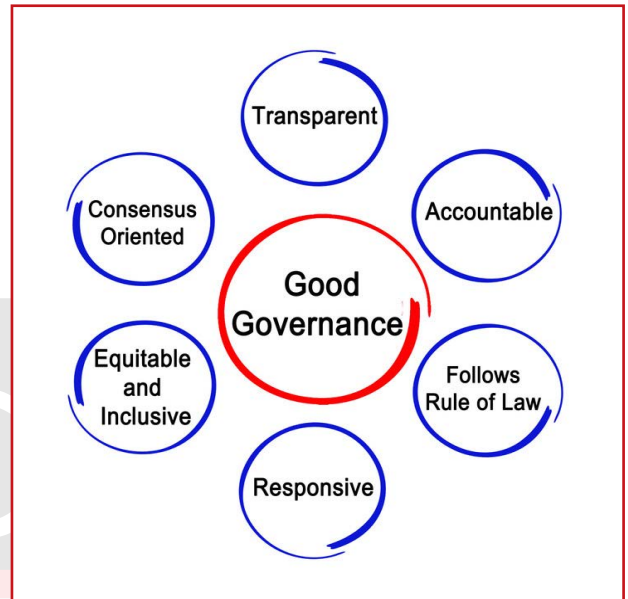 Transparent
Consensus
Oriented
Accountable
Good
Governance
Equitable
and
Inclusive
Follows
Rule of Law
Responsive